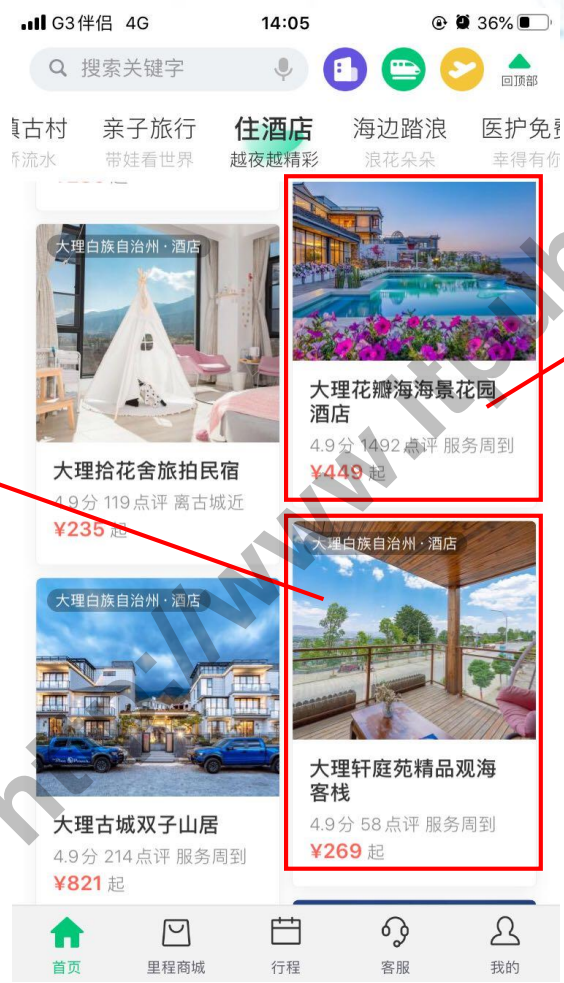 G3伴侣 4G
14:05
36%
搜索关键字
回顶部
古村
亲子旅行
住酒店
海边踏浪
医护免
流水
带娃看世界
越夜越精彩
浪花朵朵
幸得有你
大理白族自治州·酒店
大理拾花舍旅拍民宿
4.9分 119点评 离古城近
¥235 起
大理白族自治州·酒店
大理古城双子山居
4.9分 214点评 服务周到
¥821 起
大理花瓣海海景花园
酒店
4.9分 1492点评 服务周到
¥449 起
大理白族自治州·酒店
大理轩庭苑精品观海
客栈
4.9分 58点评 服务周到
¥269 起
首页
里程商城
行程
客服
我的